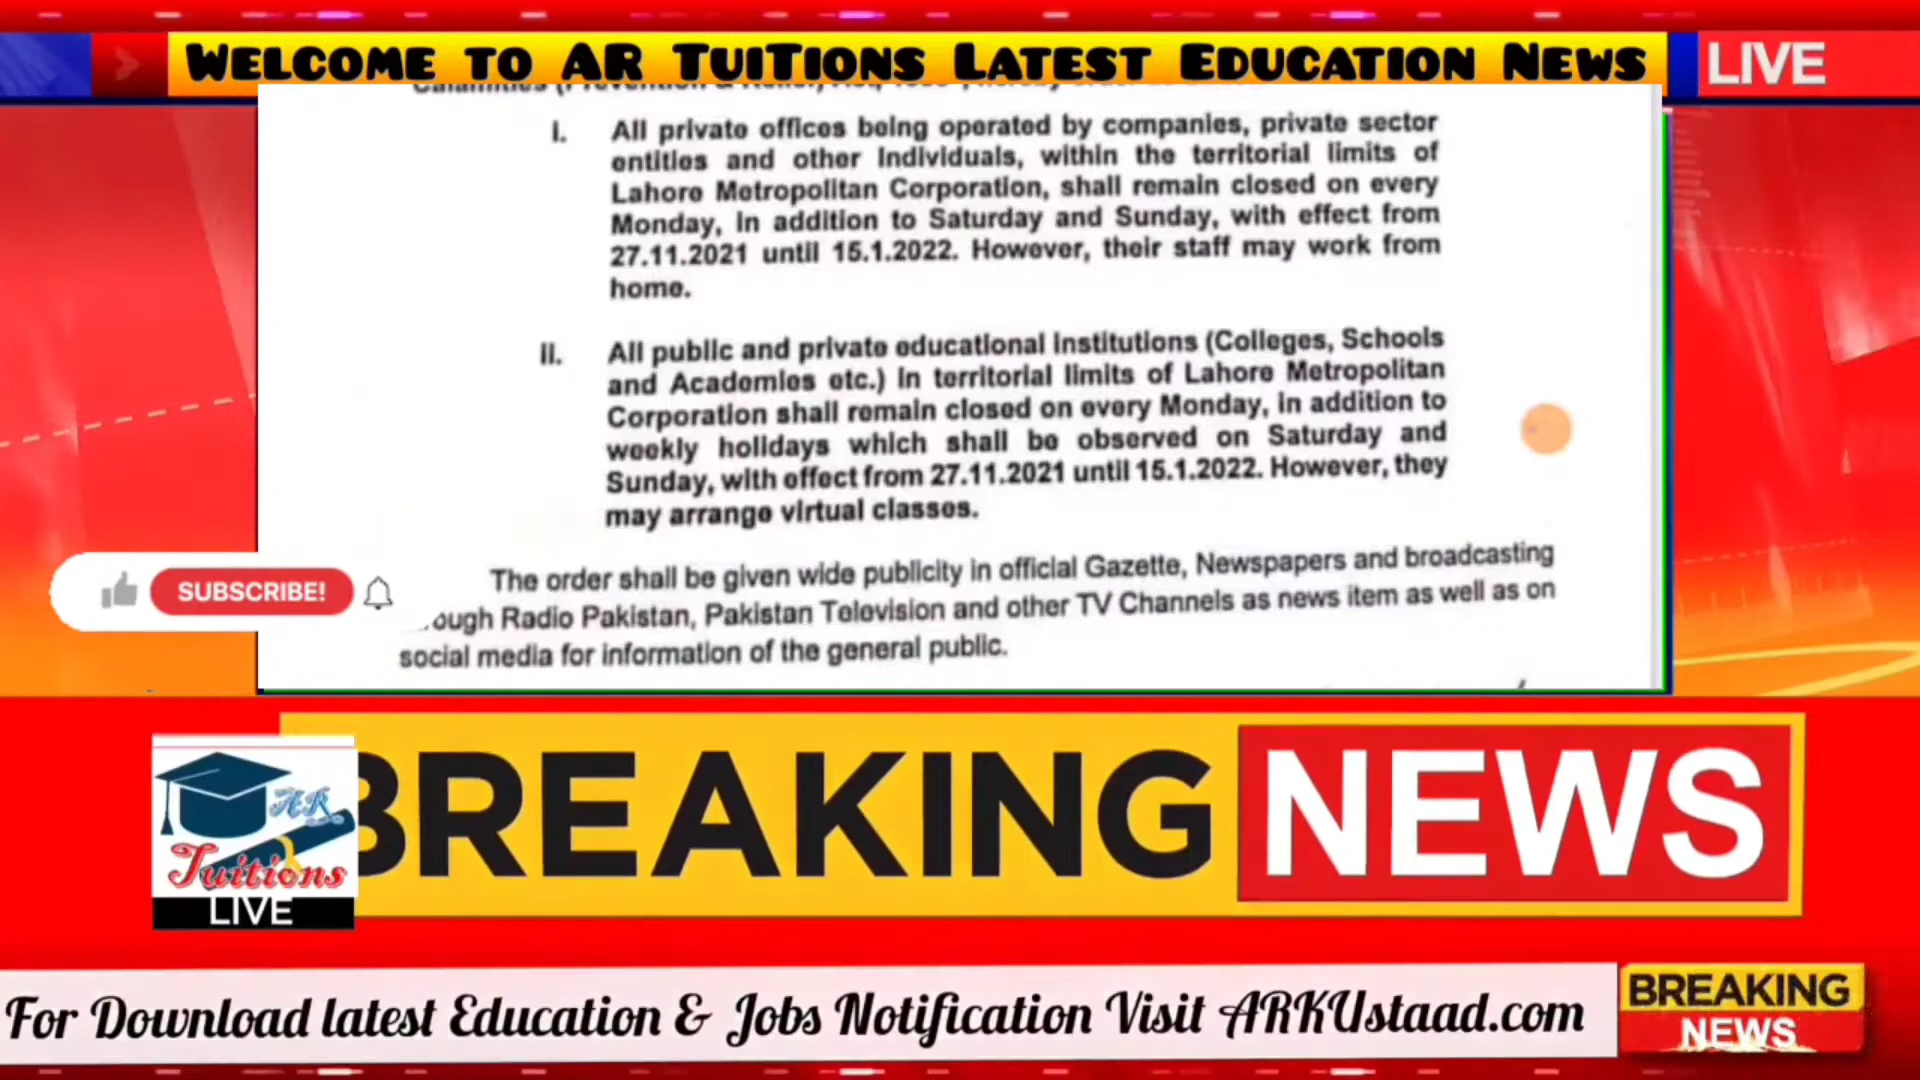 WELCOME TO AR TUITIONS LATEST EDUCATION NEWS
LIVE
Calamities (Prevention & Relief) Act,
i. All private offices being operated by companies, private sector
entities and other individuals, within the territorial limits of
Lahore Metropolitan Corporation, shall remain closed on every
Monday, in addition to Saturday and Sunday, with effect from
27.11.2021 until 15.1.2022. However, their staff may work from
home.
ii. All public and private educational institutions (Colleges, Schools
and Academies etc.) in territorial limits of Lahore Metropolitan
Corporation shall remain closed on every Monday, in addition to
weekly holidays which shall be observed on Saturday and
Sunday, with effect from 27.11.2021 until 15.1.2022. However, they
may arrange virtual classes.
The order shall be given wide publicity in official Gazette, Newspapers and broadcasting
ough Radio Pakistan, Pakistan Television and other TV Channels as news item as well as on
social media for information of the general public.
SUBSCRIBE!
BREAKING NEWS
AR
Tuitions
LIVE
For Download latest Education & Jobs Notification Visit ARKUstaad.com
BREAKING
NEWS